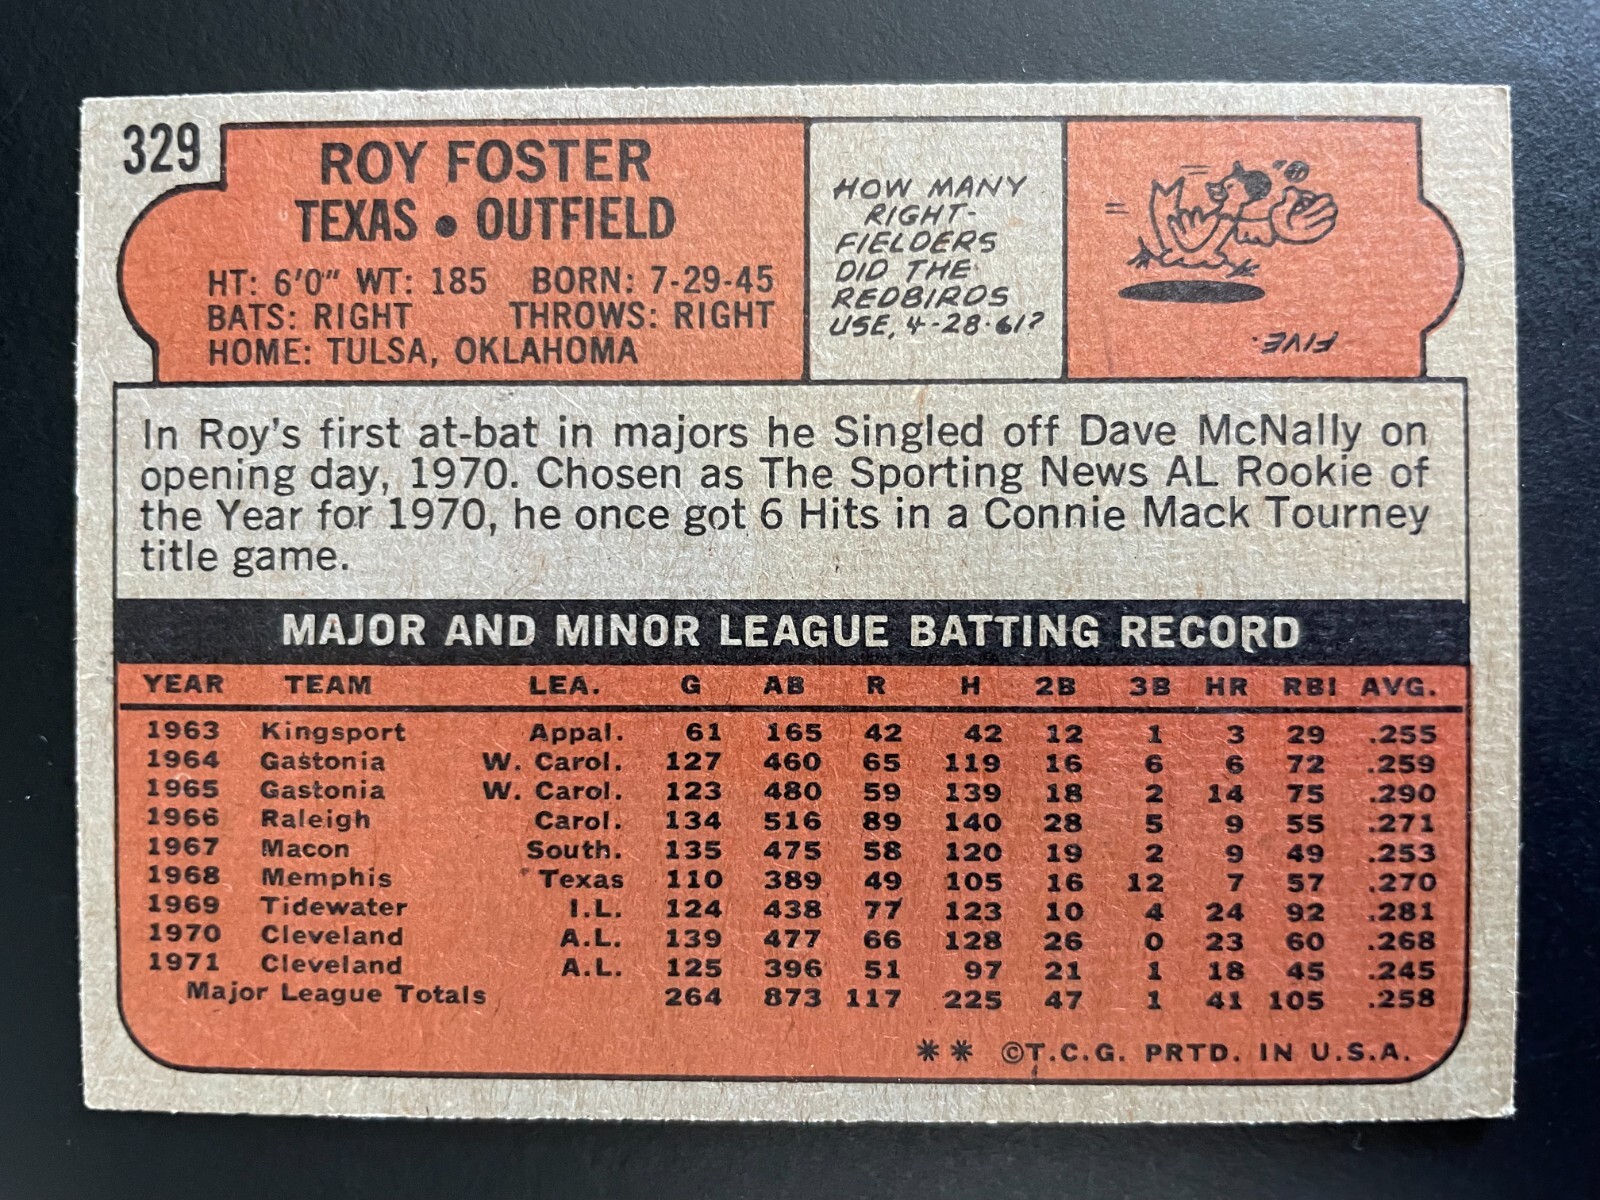 329
ROY FOSTER
TEXAS • OUTFIELD
HT: 6'0" WT: 185 BORN: 7-29-45
BATS: RIGHT THROWS: RIGHT
HOME: TULSA, OKLAHOMA
HOW MANY
RIGHT-
FIELDERS
DID THE
REDBIRDS
USE, 4-28-61?
FIVE.
In Roy's first at-bat in majors he Singled off Dave McNally on
opening day, 1970. Chosen as The Sporting News AL Rookie of
the Year for 1970, he once got 6 Hits in a Connie Mack Tourney
title game.
MAJOR AND MINOR LEAGUE BATTING RECORD
YEAR TEAM LEA. G AB R H 2B 3B HR RBI AVG.
1963 Kingsport Appal. 61 165 42 42 12 1 3 29 .255
1964 Gastonia W. Carol. 127 460 65 119 16 6 6 72 .259
1965 Gastonia W. Carol. 123 480 59 139 18 2 14 75 .290
1966 Raleigh Carol. 134 516 89 140 28 5 9 55 .271
1967 Macon South. 135 475 58 120 19 2 9 49 .253
1968 Memphis Texas 110 389 49 105 16 12 7 57 .270
1969 Tidewater I.L. 124 438 77 123 10 4 24 92 .281
1970 Cleveland A.L. 139 477 66 128 26 0 23 60 .268
1971 Cleveland A.L. 125 396 51 97 21 1 18 45 .245
Major League Totals 264 873 117 225 47 1 41 105 .258
** ©T.C.G. PRTD. IN U.S.A.